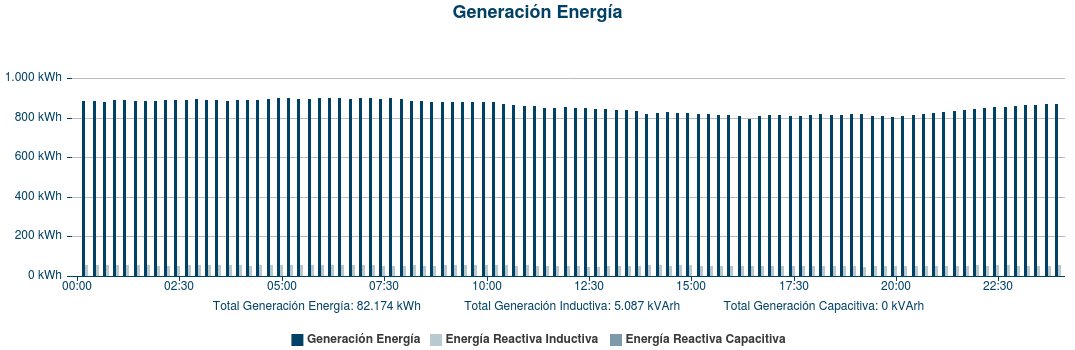 Generación Energía
1.000 kWh
800 kWh
600 kWh
400 kWh
200 kWh
0 kWh
00:00 02:30 05:00 07:30 10:00 12:30 15:00 17:30 20:00 22:30
Total Generación Energía: 82.174 kWh Total Generación Inductiva: 5.087 kVArh Total Generación Capacitiva: 0 kVArh
Generación Energía Energía Reactiva Inductiva Energía Reactiva Capacitiva